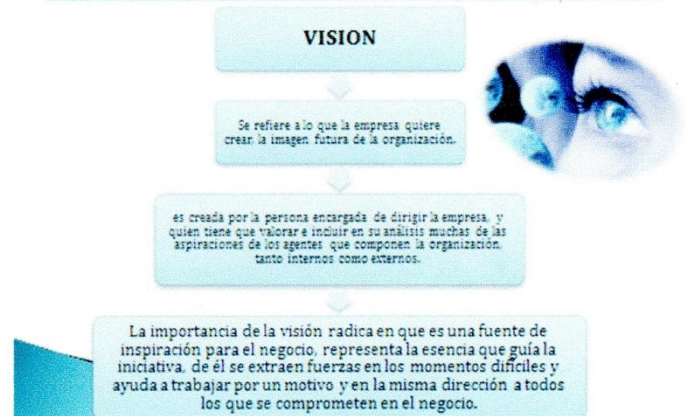 VISION
Se refiere a lo que la empresa quiere
crear, la imagen futura de la organización.
es creada por la persona encargada de dirigir la empresa, y
quien tiene que valorar e incluir en su análisis muchas de las
aspiraciones de los agentes que componen la organización,
tanto internos como externos.
La importancia de la visión radica en que es una fuente de
inspiración para el negocio, representa la esencia que guía la
iniciativa, de él se extraen fuerzas en los momentos difíciles y
ayuda a trabajar por un motivo y en la misma dirección a todos
los que se comprometen en el negocio.